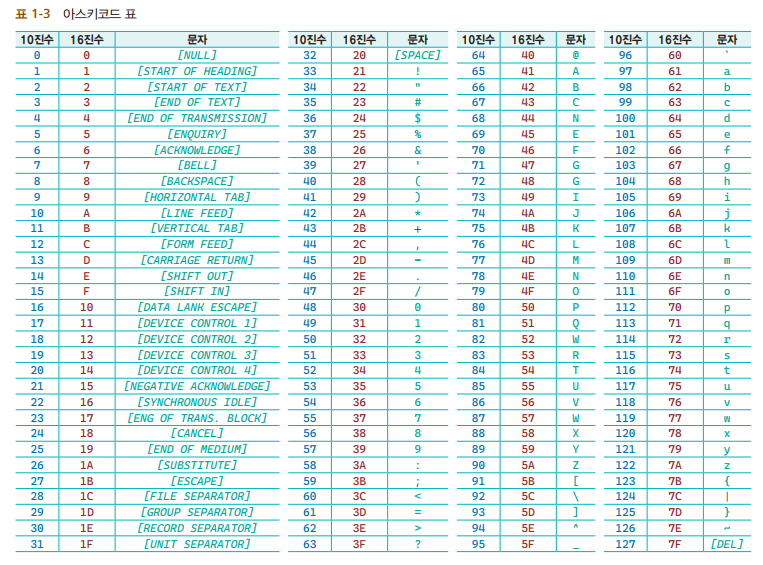 표 1-3 아스키코드 표
10진수 16진수 문자 10진수 16진수 문자 10진수 16진수 문자 10진수 16진수 문자
0 0 [NULL] 32 20 [SPACE] 64 40 @ 96 60 `
1 1 [START OF HEADING] 33 21 ! 65 41 A 97 61 a
2 2 [START OF TEXT] 34 22 " 66 42 B 98 62 b
3 3 [END OF TEXT] 35 23 # 67 43 C 99 63 c
4 4 [END OF TRANSMISSION] 36 24 $ 68 44 N 100 64 d
5 5 [ENQUIRY] 37 25 % 69 45 E 101 65 e
6 6 [ACKNOWLEDGE] 38 26 & 70 46 F 102 66 f
7 7 [BELL] 39 27 ' 71 47 G 103 67 g
8 8 [BACKSPACE] 40 28 ( 72 48 G 104 68 h
9 9 [HORIZONTAL TAB] 41 29 ) 73 49 I 105 69 i
10 A [LINE FEED] 42 2A * 74 4A J 106 6A j
11 B [VERTICAL TAB] 43 2B + 75 4B K 107 6B k
12 C [FORM FEED] 44 2C , 76 4C L 108 6C l
13 D [CARRIAGE RETURN] 45 2D - 77 4D M 109 6D m
14 E [SHIFT OUT] 46 2E . 78 4E N 110 6E n
15 F [SHIFT IN] 47 2F / 79 4F O 111 6F o
16 10 [DATA LANK ESCAPE] 48 30 0 80 50 P 112 70 p
17 11 [DEVICE CONTROL 1] 49 31 1 81 51 Q 113 71 q
18 12 [DEVICE CONTROL 2] 50 32 2 82 52 W 114 72 r
19 13 [DEVICE CONTROL 3] 51 33 3 83 53 R 115 73 s
20 14 [DEVICE CONTROL 4] 52 34 4 84 54 T 116 74 t
21 15 [NEGATIVE ACKNOWLEDGE] 53 35 5 85 55 U 117 75 u
22 16 [SYNCHRONOUS IDLE] 54 36 6 86 56 V 118 76 v
23 17 [ENG OF TRANS. BLOCK] 55 37 7 87 57 W 119 77 w
24 18 [CANCEL] 56 38 8 88 58 X 120 78 x
25 19 [END OF MEDIUM] 57 39 9 89 59 Y 121 79 y
26 1A [SUBSTITUTE] 58 3A : 90 5A Z 122 7A z
27 1B [ESCAPE] 59 3B ; 91 5B [ 123 7B {
28 1C [FILE SEPARATOR] 60 3C < 92 5C \ 124 7C |
29 1D [GROUP SEPARATOR] 61 3D = 93 5D ] 125 7D }
30 1E [RECORD SEPARATOR] 62 3E > 94 5E ^ 126 7E ~
31 1F [UNIT SEPARATOR] 63 3F ? 95 5F _ 127 7F [DEL]